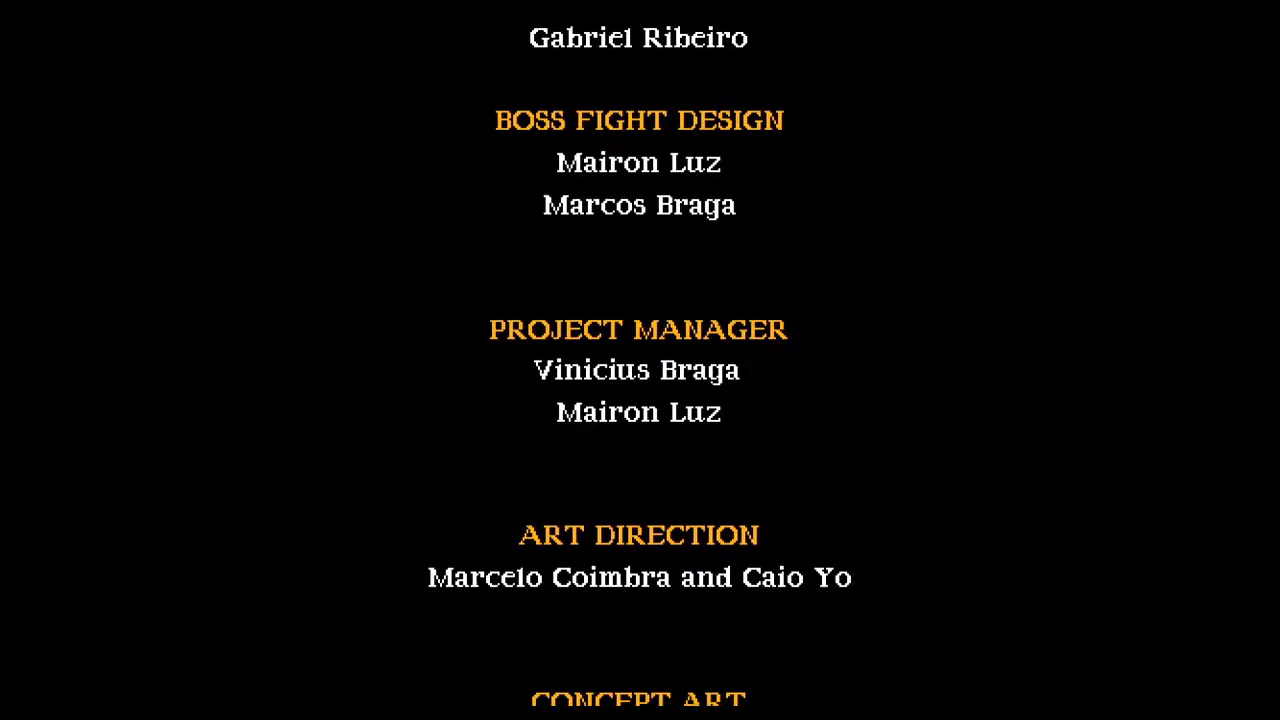 Gabriel Ribeiro
BOSS FIGHT DESIGN
Mairon Luz
Marcos Braga
PROJECT MANAGER
Vinicius Braga
Mairon Luz
ART DIRECTION
Marcelo Coimbra and Caio Yo
CONCEPT ART